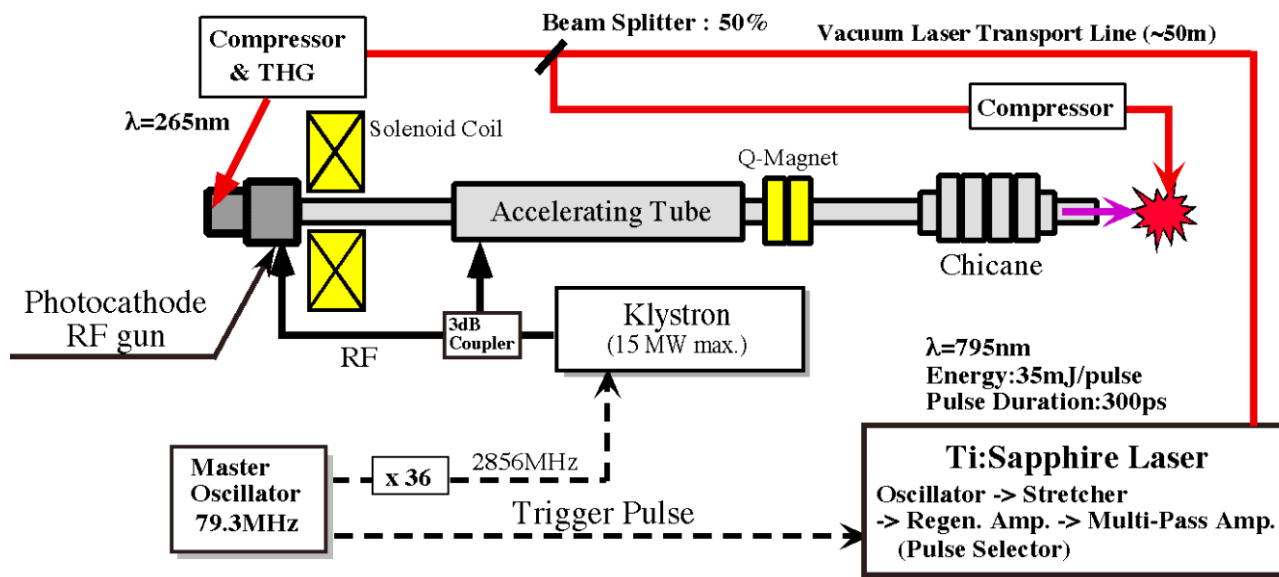 Beam Splitter : 50%
Vacuum Laser Transport Line (~50m)
Compressor
& THG
Compressor
λ=265nm
Solenoid Coil
Q-Magnet
Accelerating Tube
Chicane
Photocathode
RF gun
RF
3dB
Coupler
Klystron
(15 MW max.)
λ=795nm
Energy:35mJ/pulse
Pulse Duration:300ps
Master
Oscillator
79.3MHz
x 36
2856MHz
Trigger Pulse
Ti:Sapphire Laser
Oscillator -> Stretcher
-> Regen. Amp. -> Multi-Pass Amp.
(Pulse Selector)